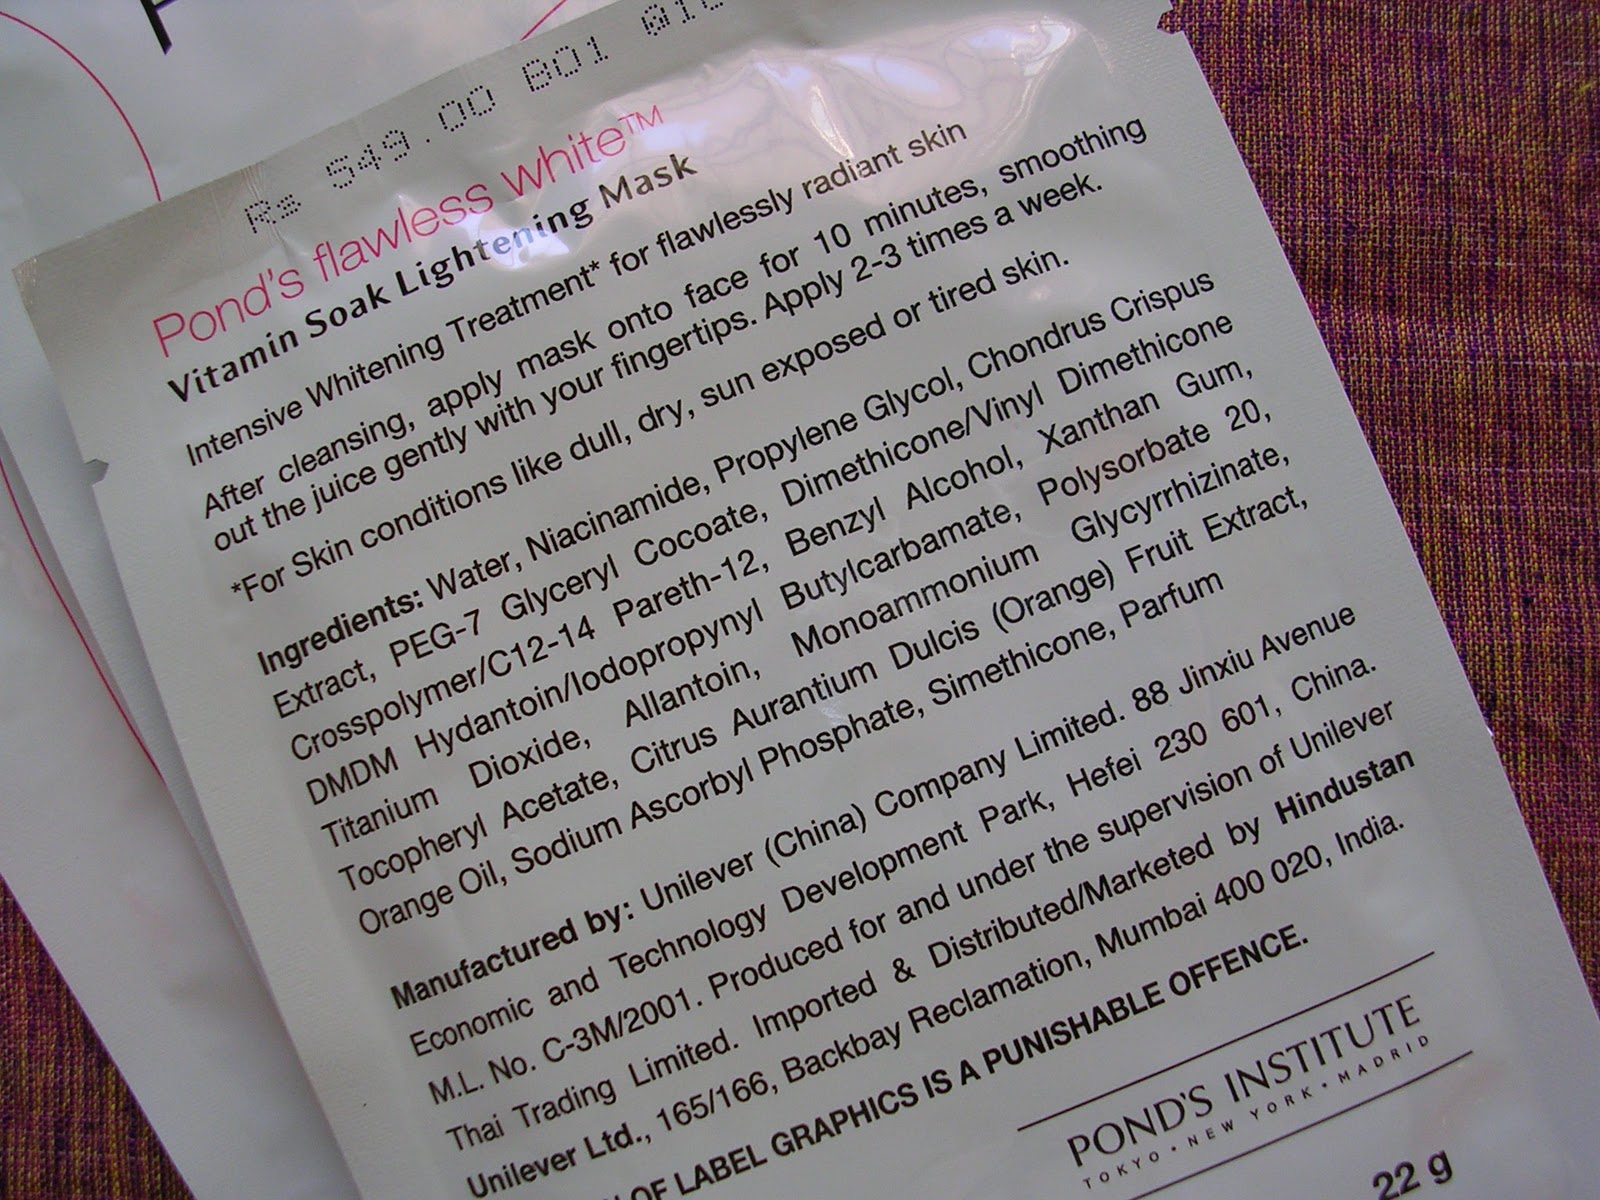 Rs 549.00 B01
Pond's flawless white™
Vitamin Soak Lightening Mask
Intensive Whitening Treatment* for flawlessly radiant skin
After cleansing, apply mask onto face for 10 minutes, smoothing
out the juice gently with your fingertips. Apply 2-3 times a week.
*For Skin conditions like dull, dry, sun exposed or tired skin.
Ingredients: Water, Niacinamide, Propylene Glycol, Chondrus Crispus
Extract, PEG-7 Glyceryl Cocoate, Dimethicone/Vinyl Dimethicone
Crosspolymer/C12-14 Pareth-12, Benzyl Alcohol, Xanthan Gum,
DMDM Hydantoin/Iodopropynyl Butylcarbamate, Polysorbate 20,
Titanium Dioxide, Allantoin, Monoammonium Glycyrrhizinate,
Tocopheryl Acetate, Citrus Aurantium Dulcis (Orange) Fruit Extract,
Orange Oil, Sodium Ascorbyl Phosphate, Simethicone, Parfum
Manufactured by: Unilever (China) Company Limited. 88 Jinxiu Avenue
Economic and Technology Development Park, Hefei 230 601, China.
M.L. No. C-3M/2001. Produced for and under the supervision of Unilever
Thai Trading Limited. Imported & Distributed/Marketed by Hindustan
Unilever Ltd., 165/166, Backbay Reclamation, Mumbai 400 020, India.
OF LABEL GRAPHICS IS A PUNISHABLE OFFENCE.
POND'S INSTITUTE
TOKYO • NEW YORK • MADRID
22 g